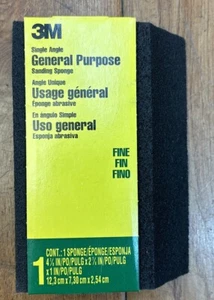 3M
Single Angle
General Purpose
Sanding Sponge
Angle Unique
Usage général
Éponge abrasive
En ángulo Simple
Uso general
Esponja abrasiva
FINE
FIN
FINO
1
CONT.: 1 SPONGE/ÉPONGE/ESPONJA
4 7/8 IN/PO/PULG x 2 7/8 IN/PO/PULG
x 1 IN/PO/PULG
12,3 cm x 7,30 cm x 2,54 cm